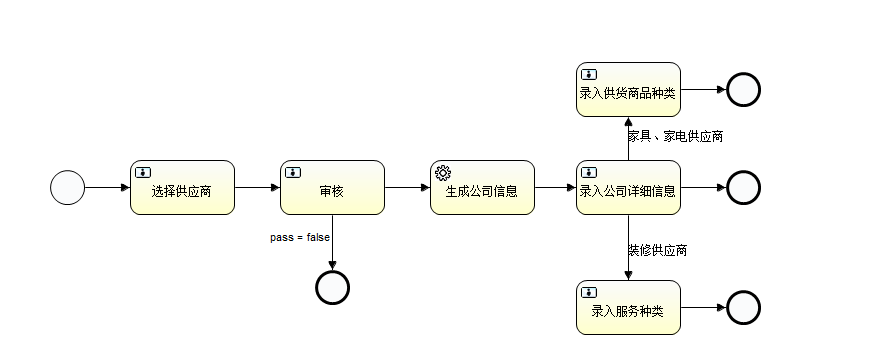 录入供货商品种类
家具、家电供应商
选择供应商
审核
生成公司信息
录入公司详细信息
pass = false
装修供应商
录入服务种类